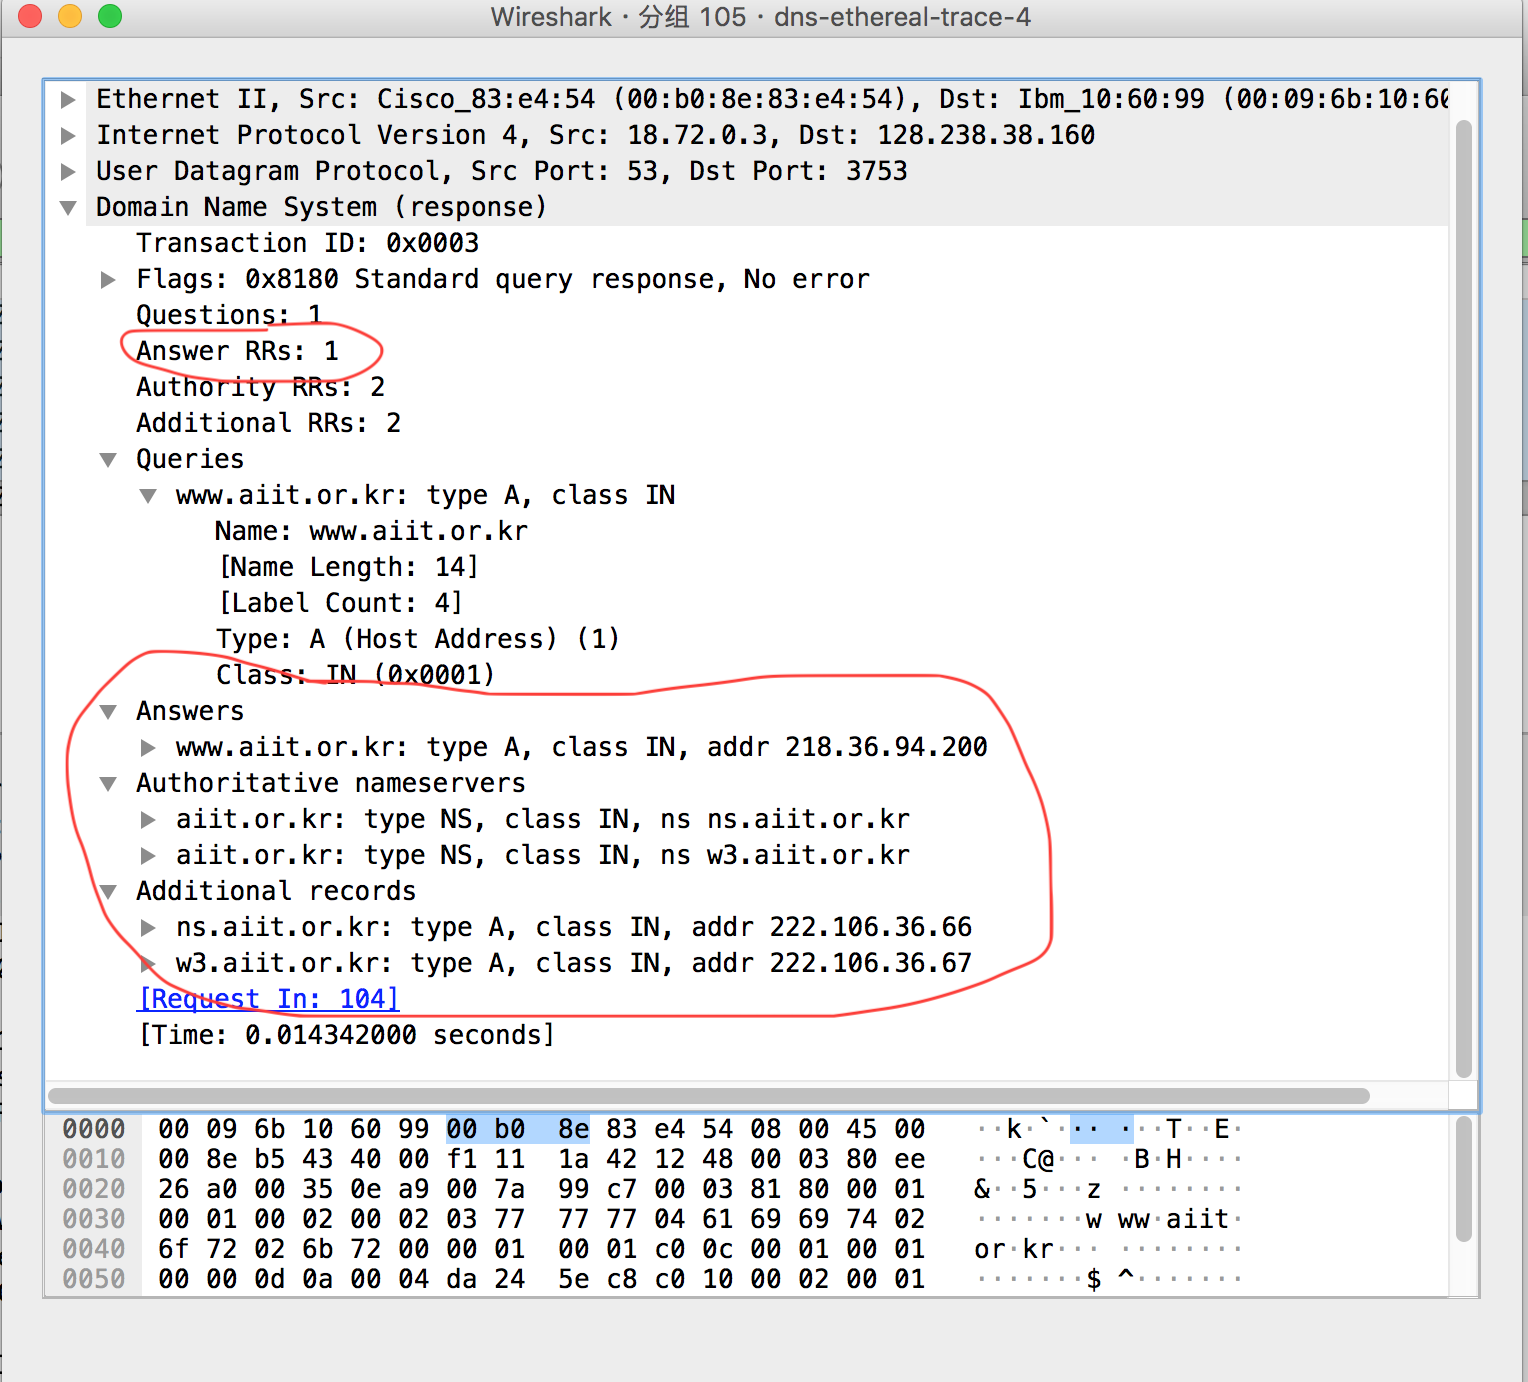 Wireshark · 分组 105 · dns-ethereal-trace-4
Ethernet II, Src: Cisco_83:e4:54 (00:b0:8e:83:e4:54), Dst: Ibm_10:60:99 (00:09:6b:10:60
Internet Protocol Version 4, Src: 18.72.0.3, Dst: 128.238.38.160
User Datagram Protocol, Src Port: 53, Dst Port: 3753
Domain Name System (response)
Transaction ID: 0x0003
Flags: 0x8180 Standard query response, No error
Questions: 1
Answer RRs: 1
Authority RRs: 2
Additional RRs: 2
Queries
www.aiit.or.kr: type A, class IN
Name: www.aiit.or.kr
[Name Length: 14]
[Label Count: 4]
Type: A (Host Address) (1)
Class: IN (0x0001)
Answers
www.aiit.or.kr: type A, class IN, addr 218.36.94.200
Authoritative nameservers
aiit.or.kr: type NS, class IN, ns ns.aiit.or.kr
aiit.or.kr: type NS, class IN, ns w3.aiit.or.kr
Additional records
ns.aiit.or.kr: type A, class IN, addr 222.106.36.66
w3.aiit.or.kr: type A, class IN, addr 222.106.36.67
[Request In: 104]
[Time: 0.014342000 seconds]
0000 00 09 6b 10 60 99 00 b0 8e 83 e4 54 08 00 45 00 ··k·`··· ···T··E·
0010 00 8e b5 43 40 00 f1 11 1a 42 12 48 00 03 80 ee ···C@··· ·B·H····
0020 26 a0 00 35 0e a9 00 7a 99 c7 00 03 81 80 00 01 &··5···z ········
0030 00 01 00 02 00 02 03 77 77 77 04 61 69 69 74 02 ·······w ww·aiit·
0040 6f 72 02 6b 72 00 00 01 00 01 c0 0c 00 01 00 01 or·kr··· ········
0050 00 00 0d 0a 00 04 da 24 5e c8 c0 10 00 02 00 01 ·······$ ^·······